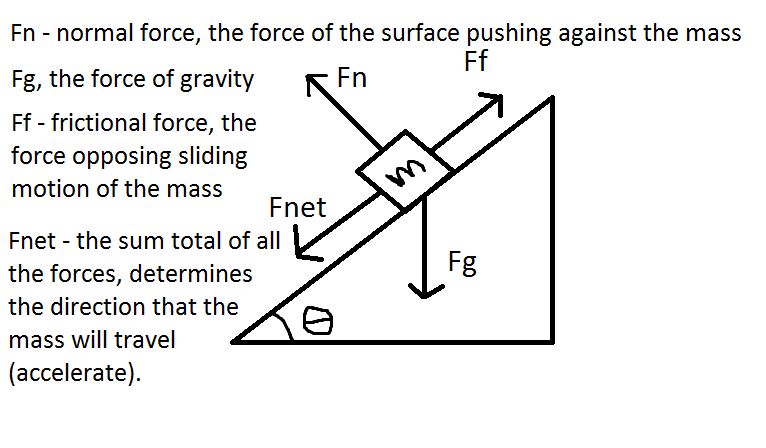 Fn - normal force, the force of the surface pushing against the mass
Ff
Fg, the force of gravity
Fn
Ff - frictional force, the
force opposing sliding
motion of the mass
m
Fnet
Fnet - the sum total of all
the forces, determines
the direction that the
mass will travel
(accelerate).
Fg
θ